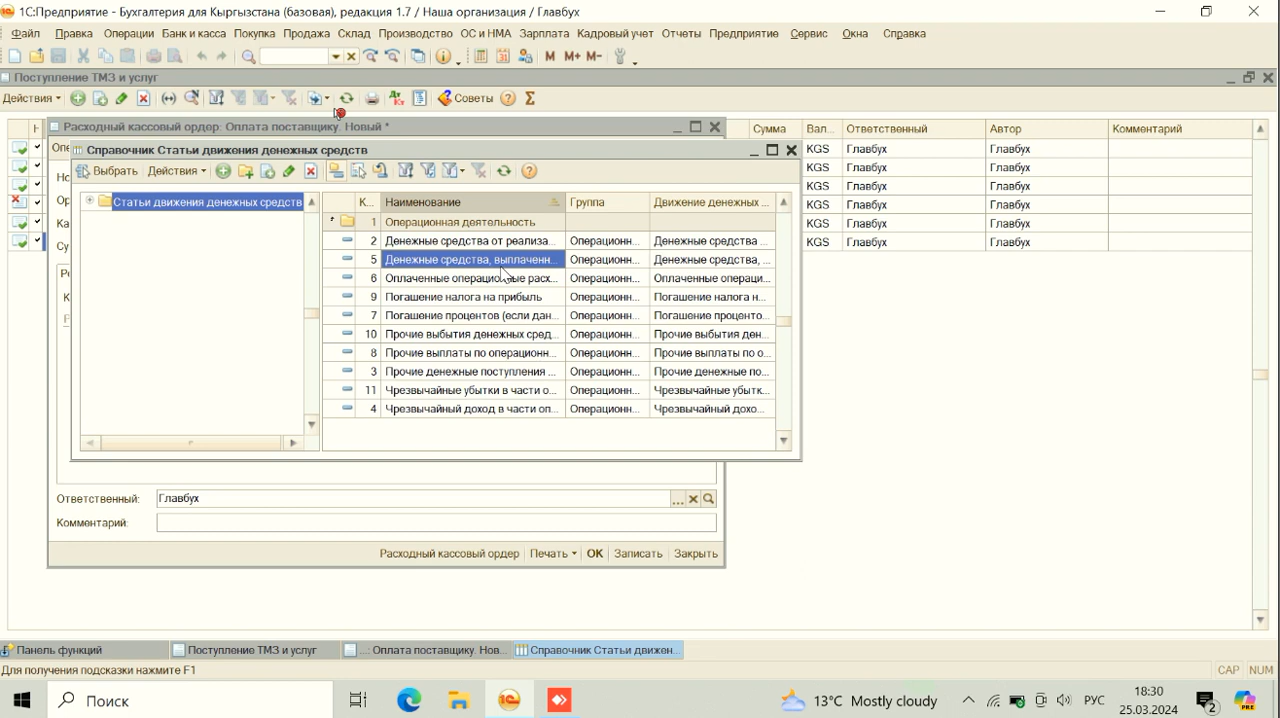 1С:Предприятие - Бухгалтерия для Кыргызстана (базовая), редакция 1.7 / Наша организация / Главбух
Файл Правка Операции Банк и касса Покупка Продажа Склад Производство ОС и НМА Зарплата Кадровый учет Отчеты Предприятие Сервис Окна Справка
M M+ M-
Поступление ТМЗ и услуг
Действия Советы
Расходный кассовый ордер: Оплата поставщику. Новый *
Сумма Вал... Ответственный Автор Комментарий
Справочник Статьи движения денежных средств
KGS Главбух Главбух
Выбрать Действия
KGS Главбух Главбух
KGS Главбух Главбух
Статьи движения денежных средств
К... Наименование Группа Движение денежных ...
KGS Главбух Главбух
1 Операционная деятельность
KGS Главбух Главбух
2 Денежные средства от реализа... Операционн... Денежные средства ...
KGS Главбух Главбух
5 Денежные средства, выплаченн... Операционн... Денежные средства, ...
6 Оплаченные операционные расх... Операционн... Оплаченные операци...
9 Погашение налога на прибыль Операционн... Погашение налога н...
7 Погашение процентов (если дан... Операционн... Погашение проценто...
10 Прочие выбытия денежных сред... Операционн... Прочие выбытия ден...
8 Прочие выплаты по операционн... Операционн... Прочие выплаты по о...
3 Прочие денежные поступления ... Операционн... Прочие денежные по...
11 Чрезвычайные убытки в части о... Операционн... Чрезвычайные убытк...
4 Чрезвычайный доход в части оп... Операционн... Чрезвычайный дохо...
Ответственный: Главбух
Комментарий:
Расходный кассовый ордер Печать OK Записать Закрыть
Панель функций Поступление ТМЗ и услуг ...: Оплата поставщику. Нов... Справочник Статьи движен...
Для получения подсказки нажмите F1 CAP NUM
Поиск 13°C Mostly cloudy РУС 18:30
25.03.2024 2 PRE